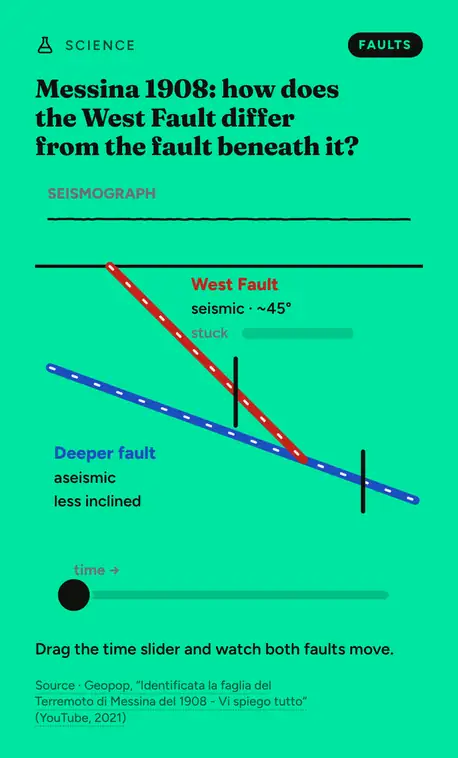 SCIENCE
FAULTS
Messina 1908: how does
the West Fault differ
from the fault beneath it?
SEISMOGRAPH
West Fault
seismic · ~45°
stuck
Deeper fault
aseismic
less inclined
time →
Drag the time slider and watch both faults move.
Source · Geopop, "Identificata la faglia del
Terremoto di Messina del 1908 - Vi spiego tutto"
(YouTube, 2021)